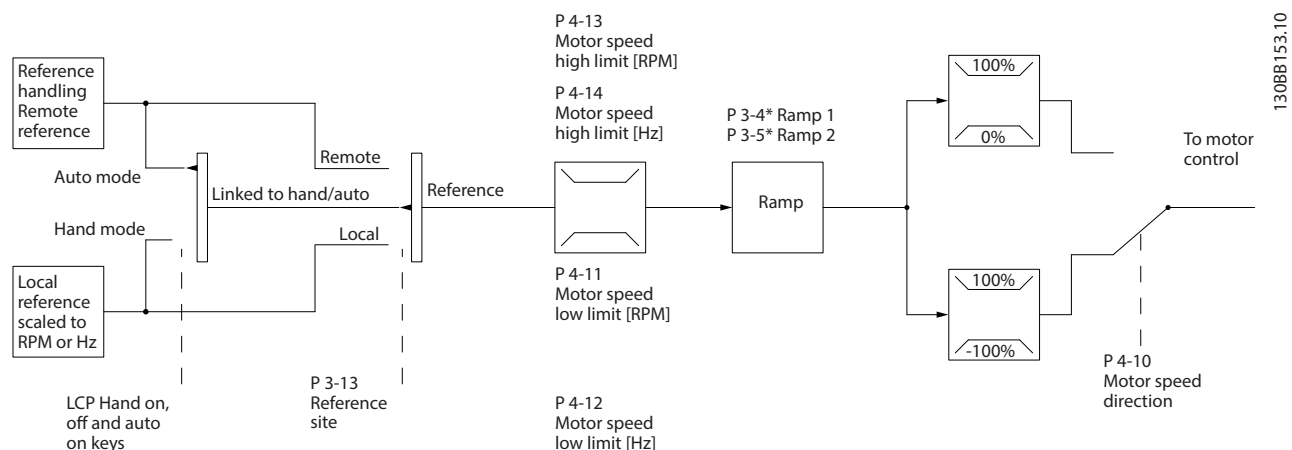 P 4-13
Motor speed
high limit [RPM]
P 4-14
Motor speed
high limit [Hz]
130BB153.10
Reference
handling
Remote
reference
Auto mode
Hand mode
Linked to hand/auto
Remote
Local
Reference
Local
reference
scaled to
RPM or Hz
LCP Hand on,
off and auto
on keys
P 3-13
Reference
site
P 4-11
Motor speed
low limit [RPM]
P 4-12
Motor speed
low limit [Hz]
P 3-4* Ramp 1
P 3-5* Ramp 2
Ramp
100%
0%
100%
-100%
To motor
control
P 4-10
Motor speed
direction